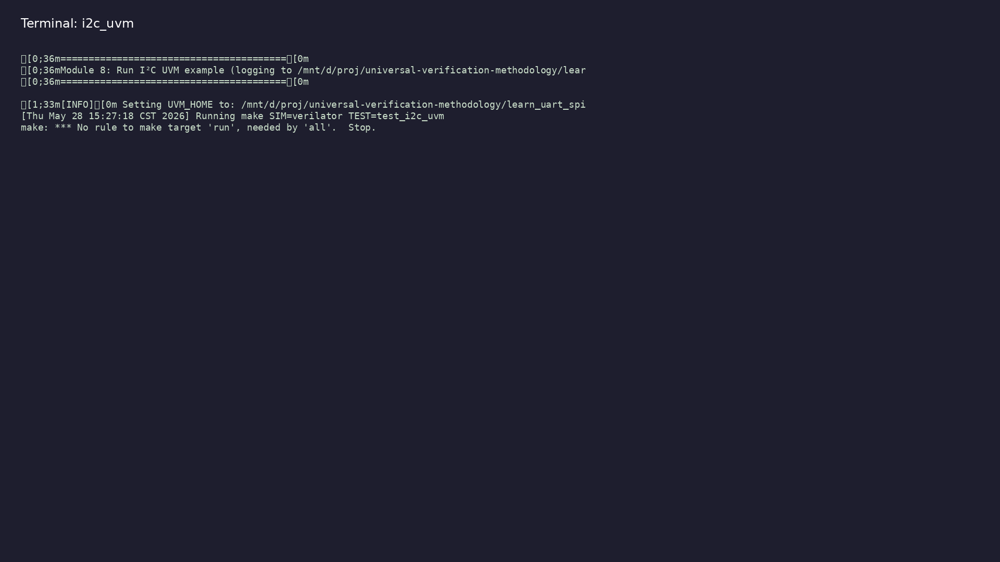 Terminal: i2c_uvm
[0;36m========================================[0m
[0;36mModule 8: Run I²C UVM example (logging to /mnt/d/proj/universal-verification-methodology/lear
[0;36m========================================[0m
[1;33m[INFO][0m Setting UVM_HOME to: /mnt/d/proj/universal-verification-methodology/learn_uart_spi
[Thu May 28 15:27:18 CST 2026] Running make SIM=verilator TEST=test_i2c_uvm
make: *** No rule to make target 'run', needed by 'all'.  Stop.